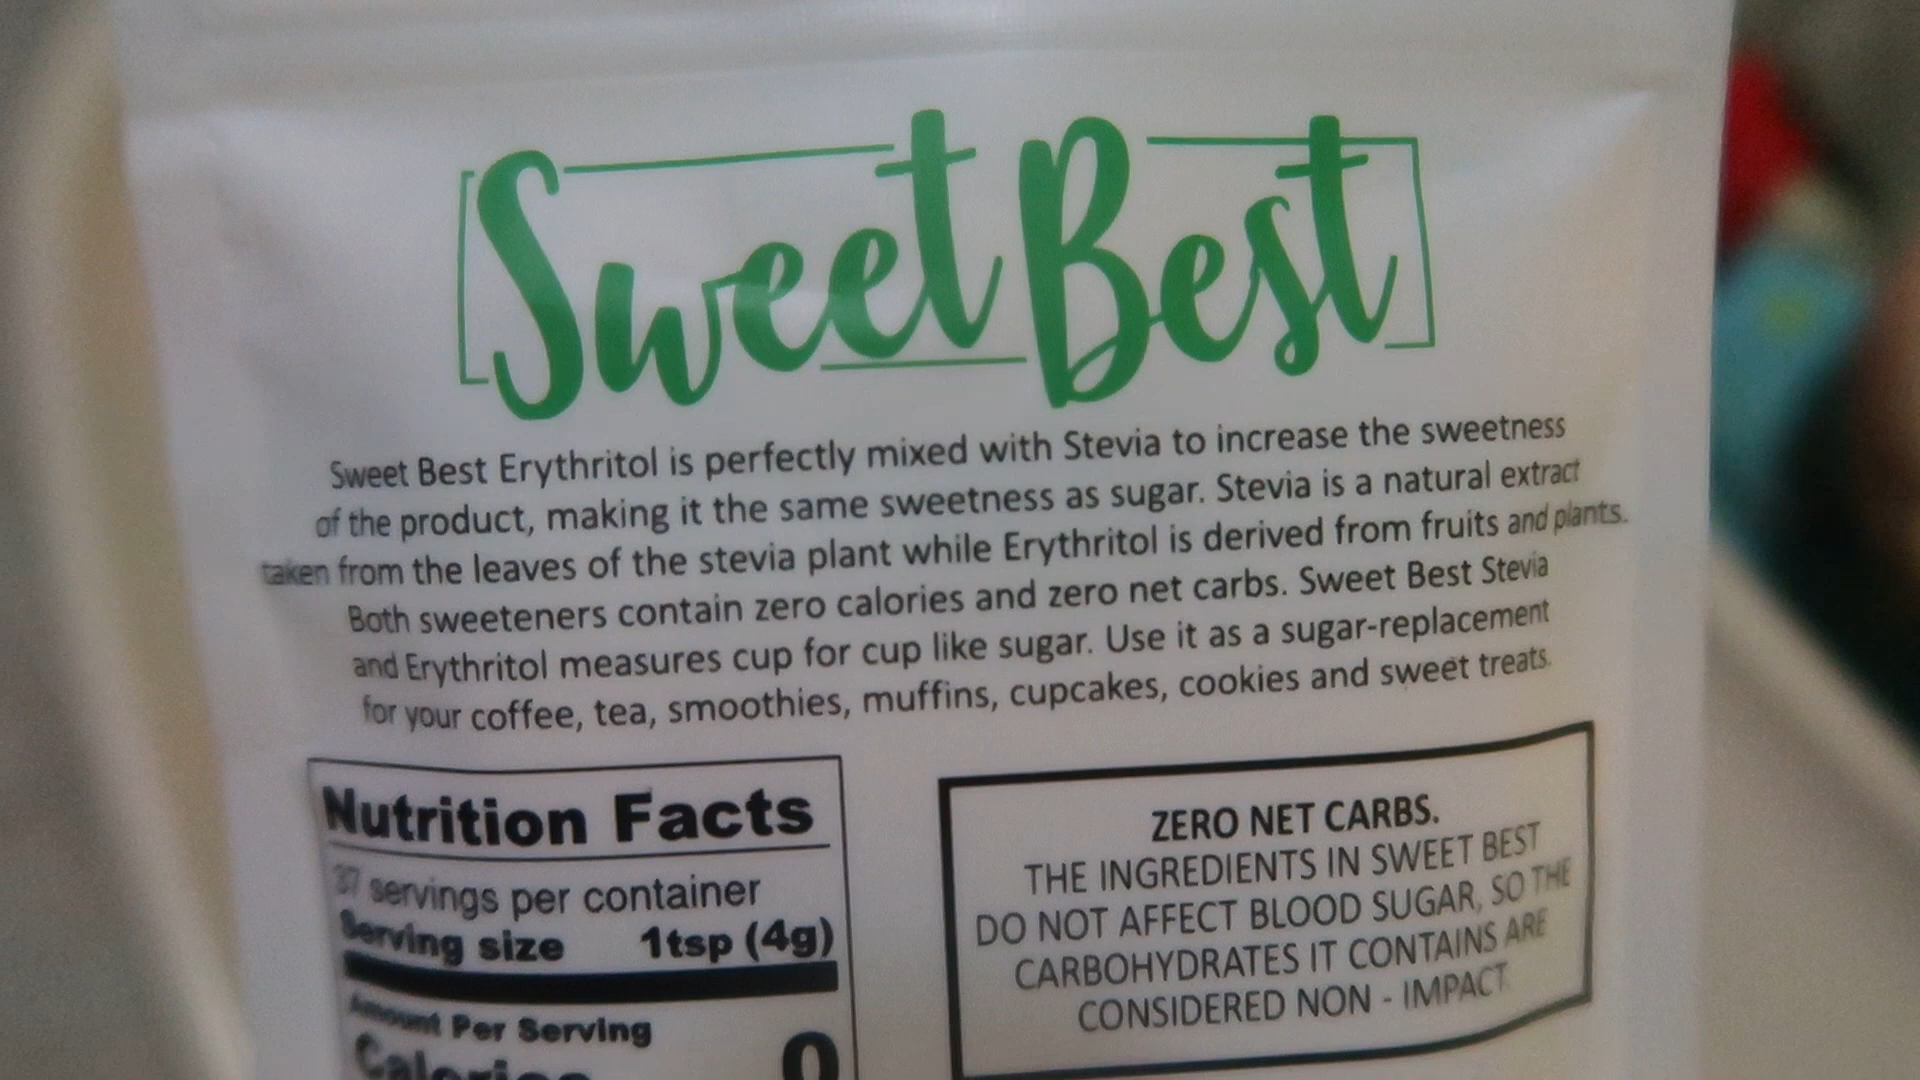 Sweet Best
Sweet Best Erythritol is perfectly mixed with Stevia to increase the sweetness
of the product, making it the same sweetness as sugar. Stevia is a natural extract
taken from the leaves of the stevia plant while Erythritol is derived from fruits and plants.
Both sweeteners contain zero calories and zero net carbs. Sweet Best Stevia
and Erythritol measures cup for cup like sugar. Use it as a sugar-replacement
for your coffee, tea, smoothies, muffins, cupcakes, cookies and sweet treats.
Nutrition Facts
37 servings per container
Serving size 1tsp (4g)
Amount Per Serving
Calories 0
ZERO NET CARBS.
THE INGREDIENTS IN SWEET BEST
DO NOT AFFECT BLOOD SUGAR, SO THE
CARBOHYDRATES IT CONTAINS ARE
CONSIDERED NON - IMPACT